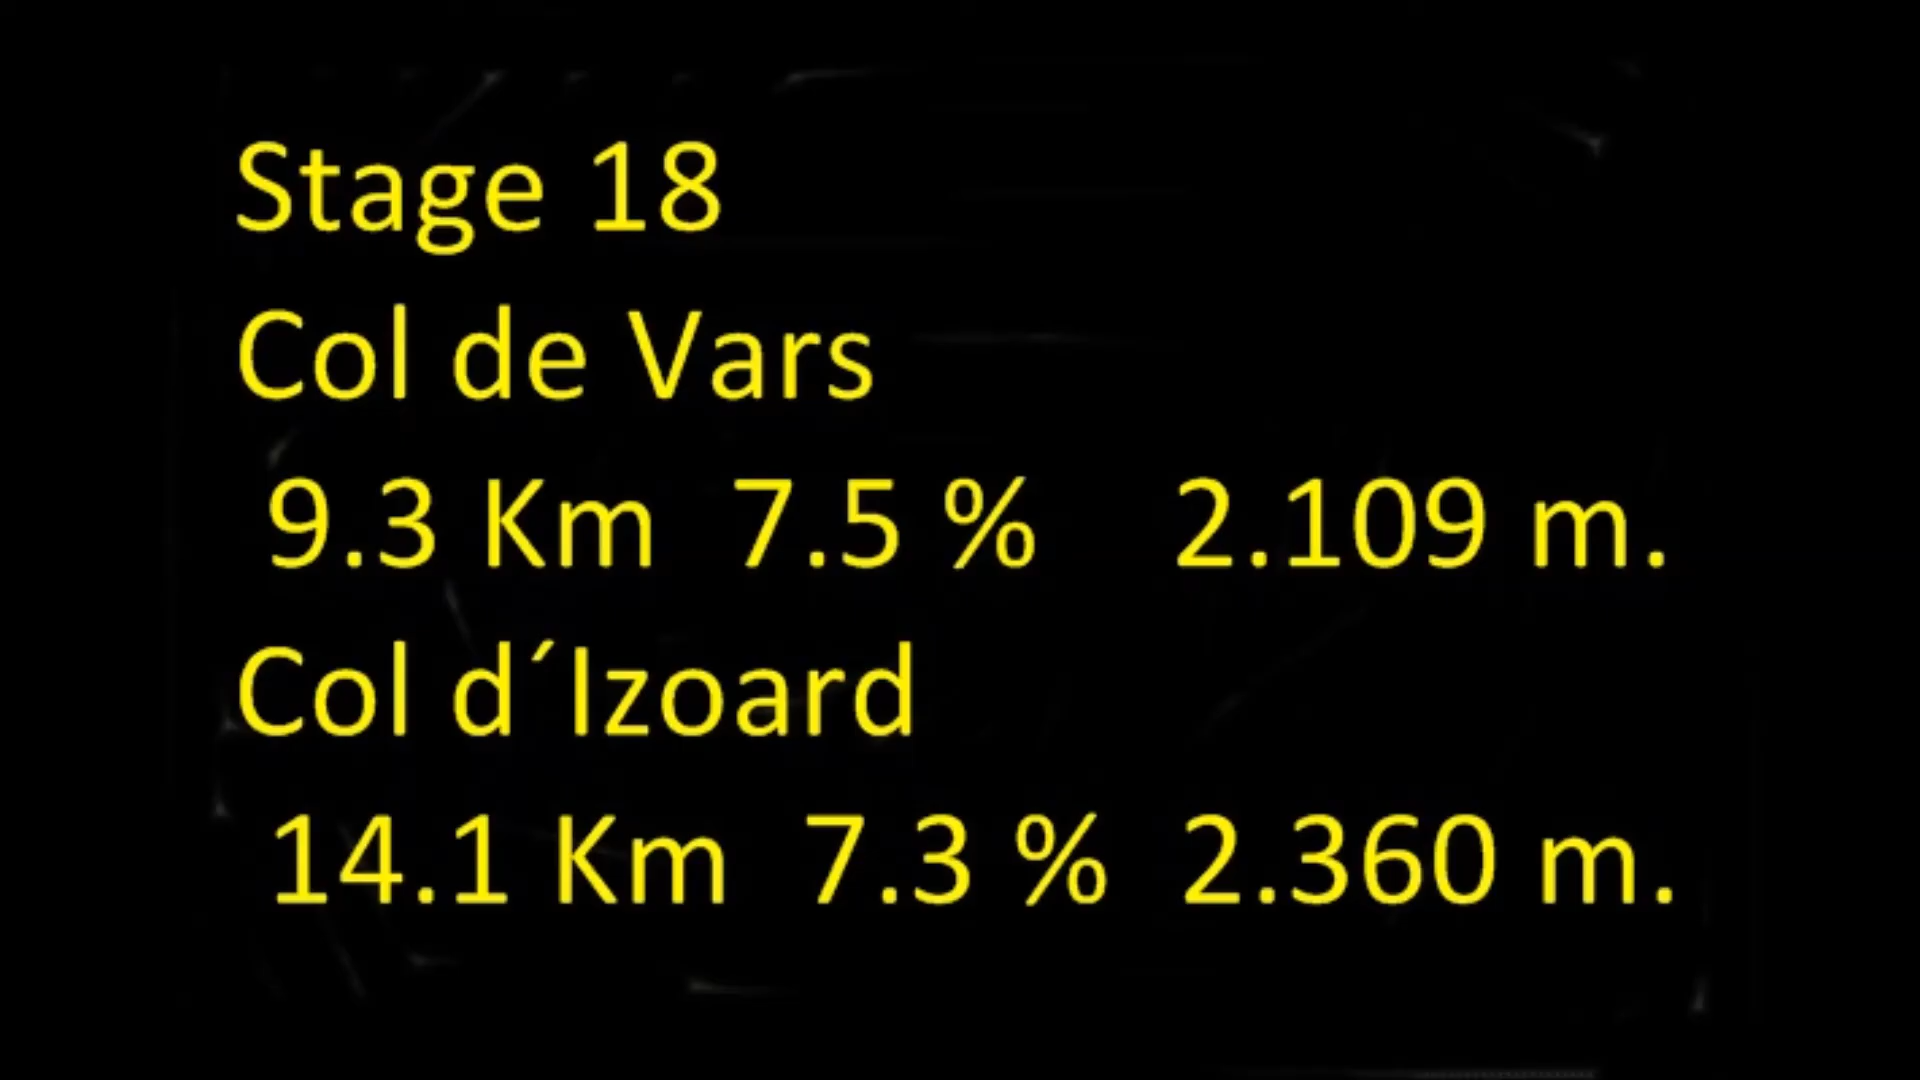 Stage 18
Col de Vars
9.3 Km 7.5 % 2.109 m.
Col d´Izoard
14.1 Km 7.3 % 2.360 m.